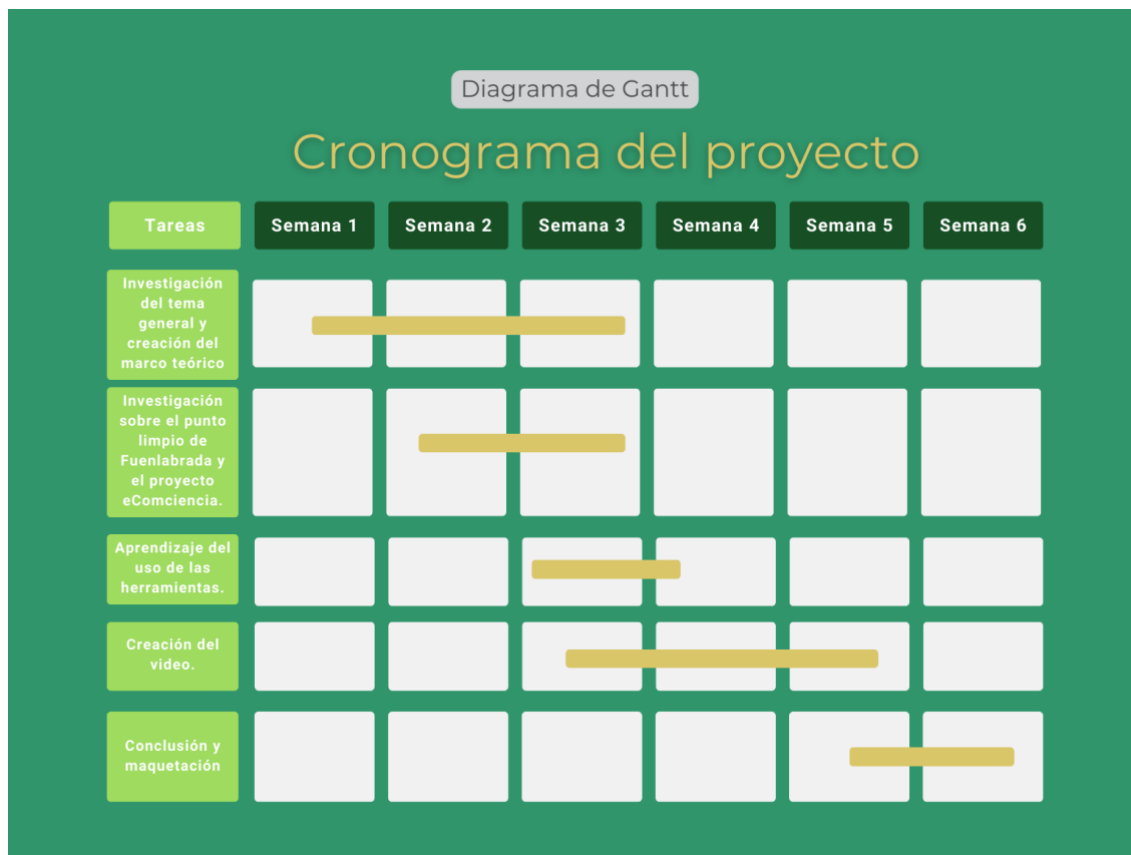 Diagrama de Gantt
Cronograma del proyecto
Tareas
Semana 1
Semana 2
Semana 3
Semana 4
Semana 5
Semana 6
Investigación
del tema
general y
creación del
marco teórico
Investigación
sobre el punto
limpio de
Fuenlabrada y
el proyecto
eComciencia.
Aprendizaje del
uso de las
herramientas.
Creación del
video.
Conclusión y
maquetación